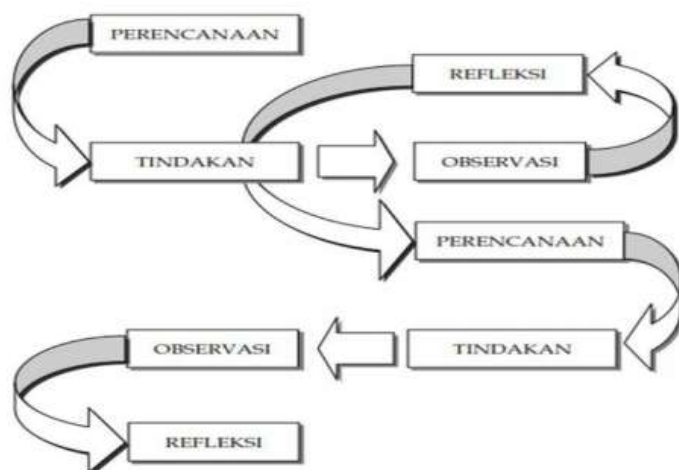 PERENCANAAN
REFLEKSI
TINDAKAN
OBSERVASI
PERENCANAAN
OBSERVASI
TINDAKAN
REFLEKSI